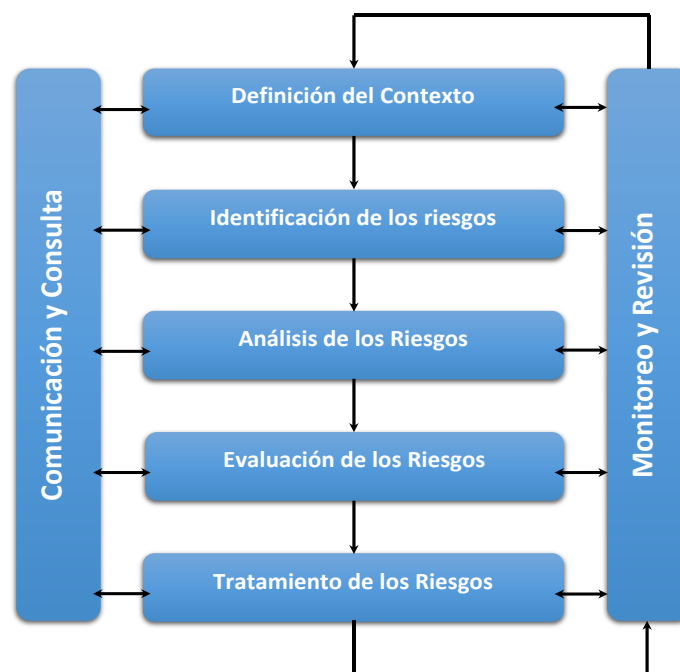 Definición del Contexto
Identificación de los riesgos
Análisis de los Riesgos
Evaluación de los Riesgos
Tratamiento de los Riesgos
Comunicación y Consulta
Monitoreo y Revisión